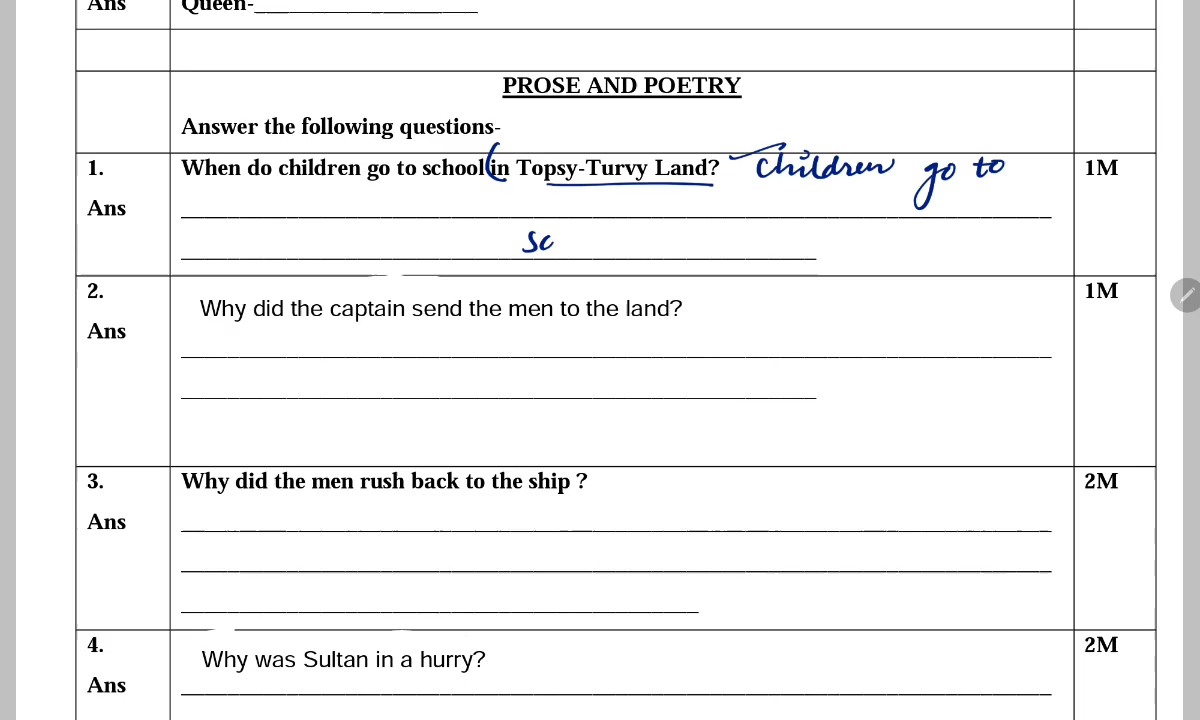 Ans Queen-____________________
PROSE AND POETRY
Answer the following questions-
1. When do children go to school in Topsy-Turvy Land? Children go to 1M
Ans
sc
2. Why did the captain send the men to the land? 1M
Ans
3. Why did the men rush back to the ship ? 2M
Ans
4. Why was Sultan in a hurry? 2M
Ans